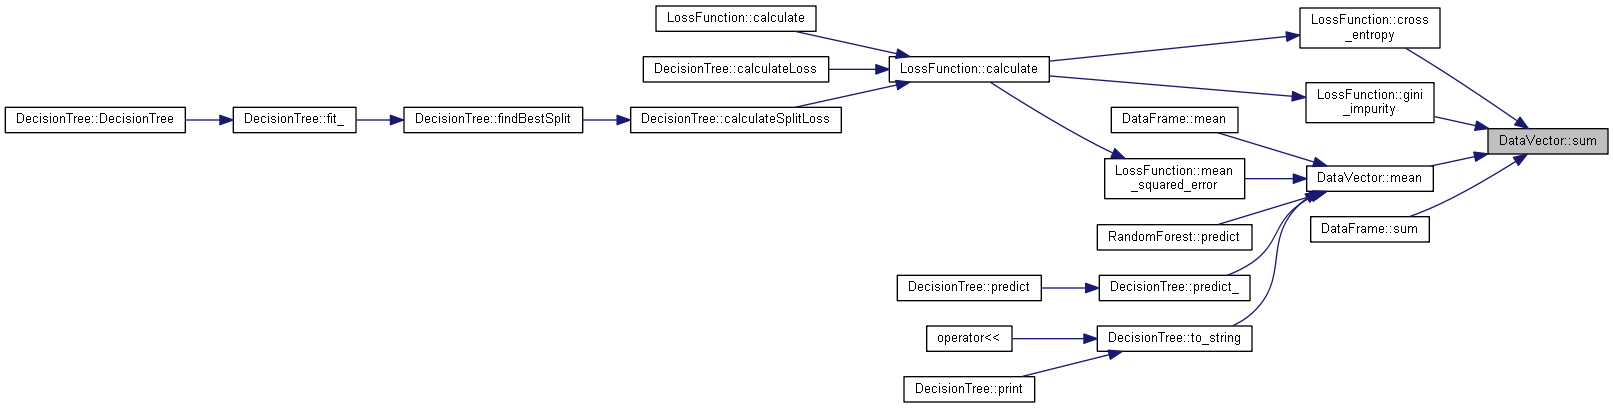 LossFunction::calculate
LossFunction::cross
_entropy
DecisionTree::calculateLoss
LossFunction::calculate
LossFunction::gini
_impurity
DecisionTree::DecisionTree
DecisionTree::fit_
DecisionTree::findBestSplit
DecisionTree::calculateSplitLoss
DataFrame::mean
DataVector::sum
LossFunction::mean
_squared_error
DataVector::mean
RandomForest::predict
DataFrame::sum
DecisionTree::predict
DecisionTree::predict_
operator<<
DecisionTree::to_string
DecisionTree::print